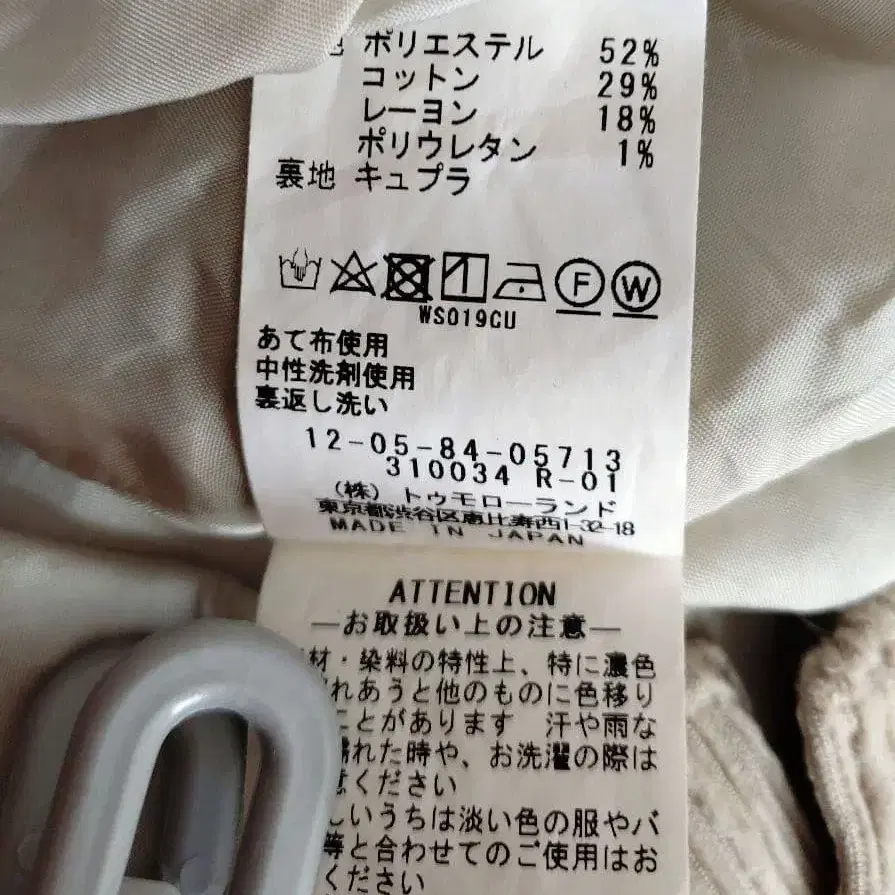 ポリエステル 52%
コットン 29%
レーヨン 18%
ポリウレタン 1%
裏地 キュプラ
F W
WS019CU
あて布使用
中性洗剤使用
裏返し洗い
12-05-84-05713
310034 R-01
(株) トゥモローランド
東京都渋谷区恵比寿西1-32-18
MADE IN JAPAN
ATTENTION
―お取扱い上の注意―
材・染料の特性上、特に濃色
れあうと他のものに色移り
ことがあります 汗や雨な
濡れた時や、お洗濯の際は
意ください
しいうちは淡い色の服やバ
等と合わせてのご使用はお
ください